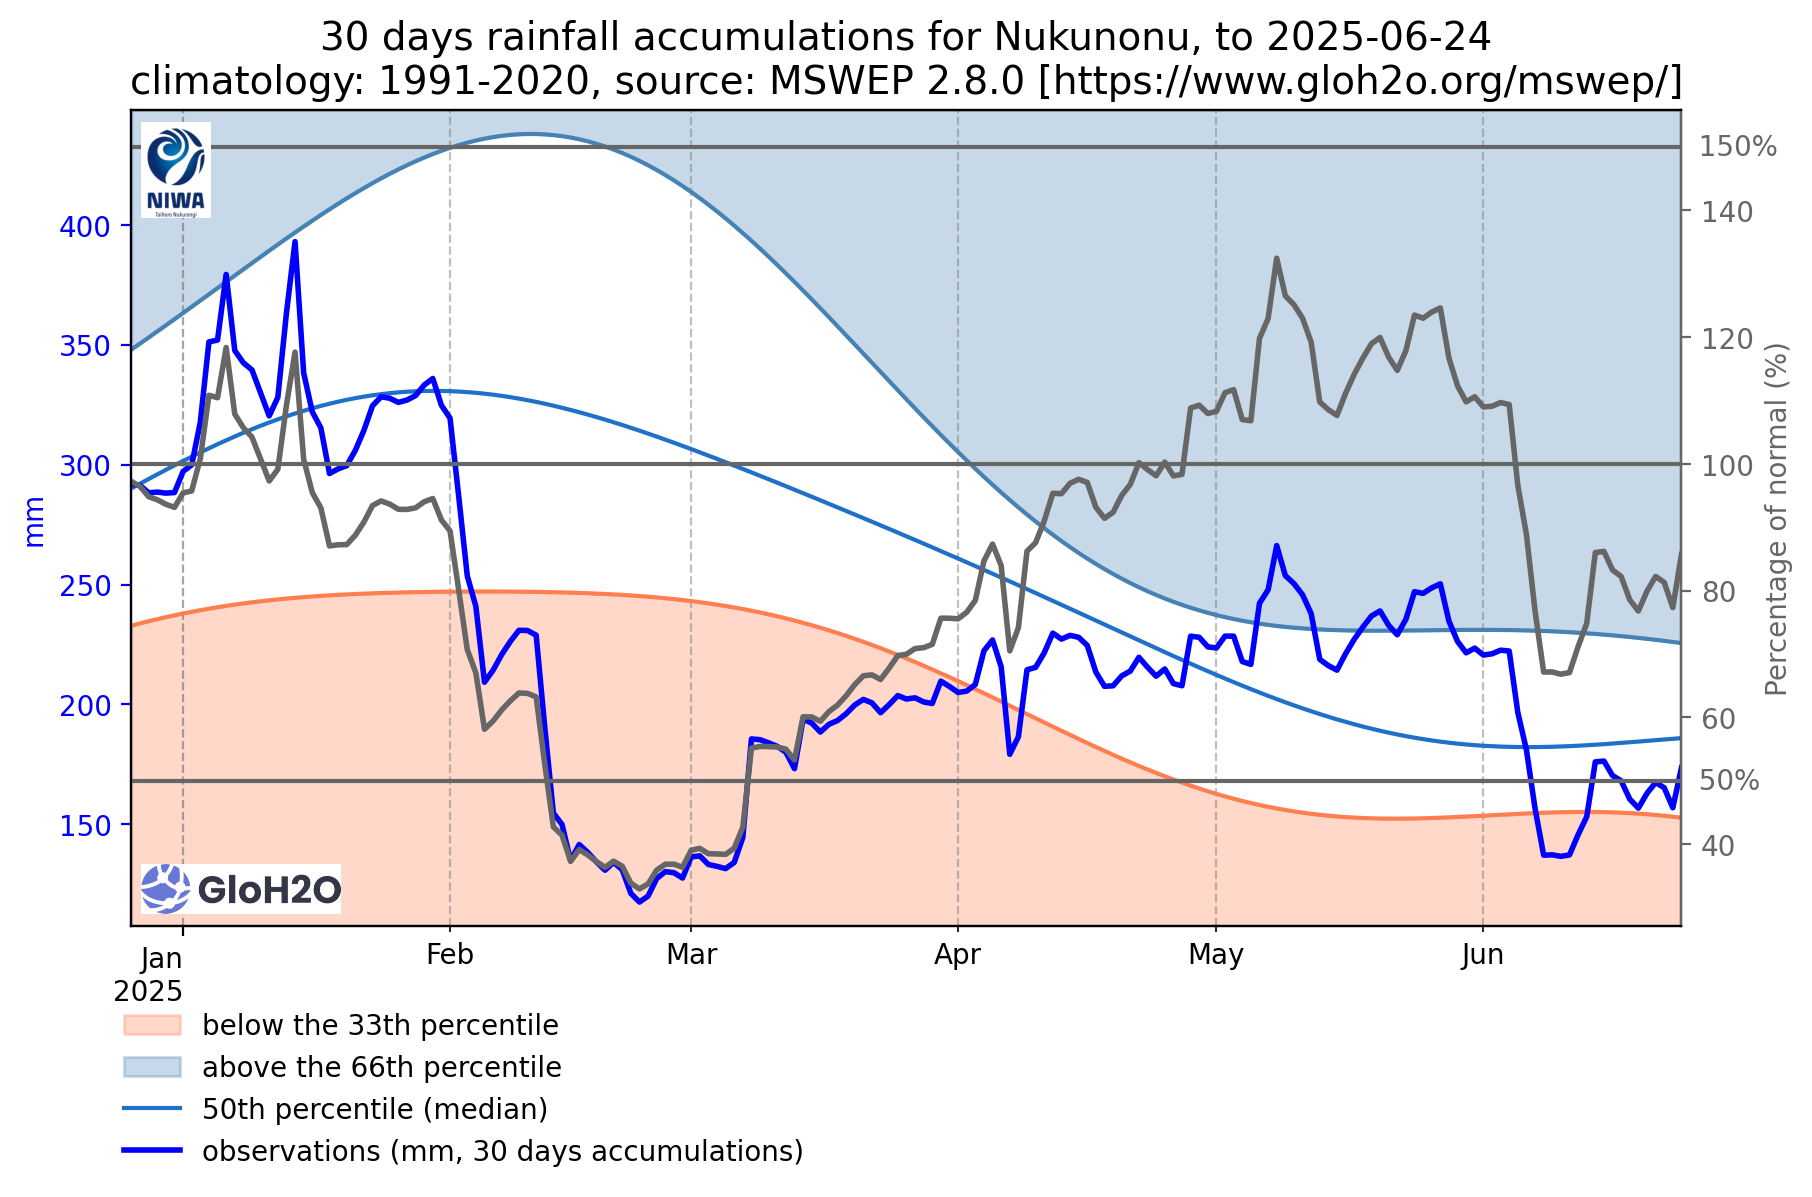 30 days rainfall accumulations for Nukunonu, to 2025-06-24
climatology: 1991-2020, source: MSWEP 2.8.0 [https://www.gloh2o.org/mswep/]
NIWA
Taihoro Nukurangi
400
350
300
250
200
150
mm
150%
140
120
100
80
60
50%
40
Percentage of normal (%)
GloH2O
Jan
2025
Feb
Mar
Apr
May
Jun
below the 33th percentile
above the 66th percentile
50th percentile (median)
observations (mm, 30 days accumulations)